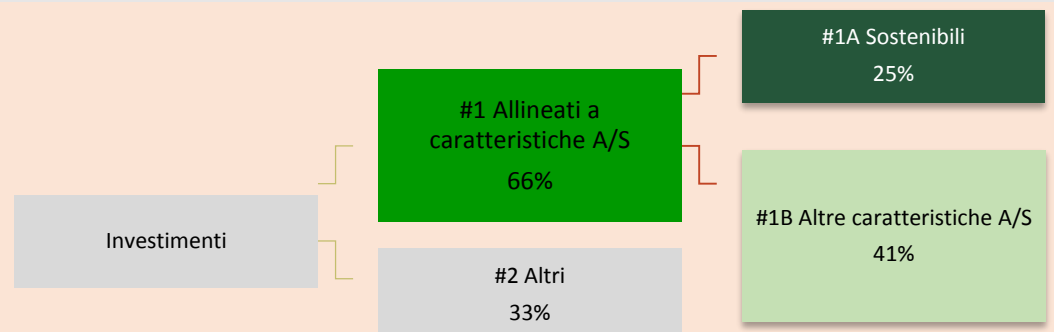 Investimenti
#1 Allineati a
caratteristiche A/S
66%
#2 Altri
33%
#1A Sostenibili
25%
#1B Altre caratteristiche A/S
41%